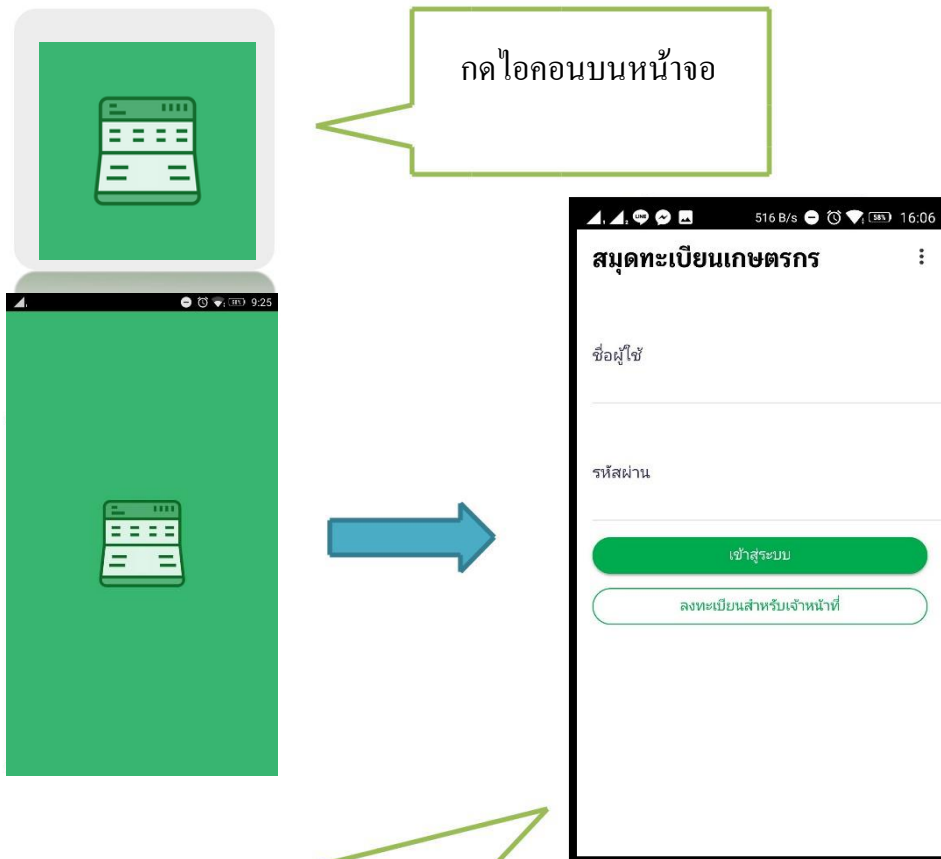 กดไอคอนบนหน้าจอ
9:25
516 B/s 58% 16:06
สมุดทะเบียนเกษตรกร
ชื่อผู้ใช้
รหัสผ่าน
เข้าสู่ระบบ
ลงทะเบียนสำหรับเจ้าหน้าที่